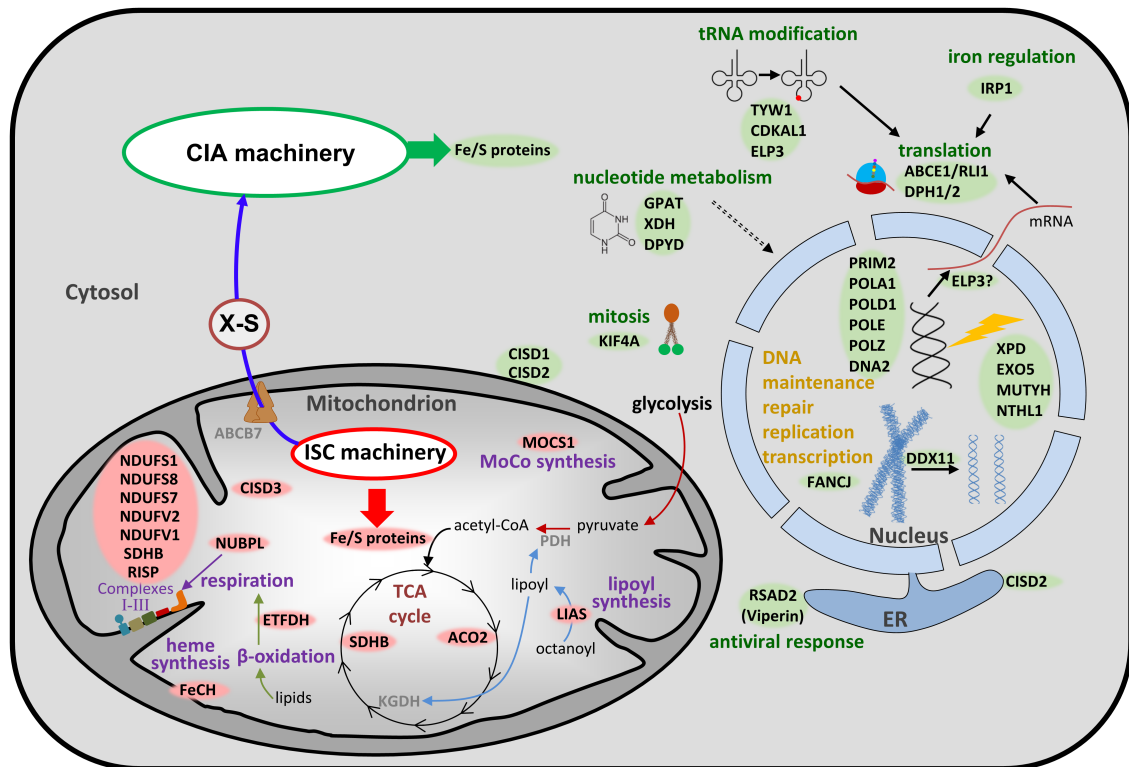 tRNA modification
TYW1
CDKAL1
ELP3
iron regulation
IRP1
translation
ABCE1/RLI1
DPH1/2
mRNA
CIA machinery
Fe/S proteins
nucleotide metabolism
GPAT
XDH
DPYD
O
NH
N
H
O
Cytosol
X-S
mitosis
KIF4A
CISD1
CISD2
PRIM2
POLA1
POLD1
POLE
POLZ
DNA2
ELP3?
XPD
EXO5
MUTYH
NTHL1
DNA
maintenance
repair
replication
transcription
FANCJ
DDX11
Nucleus
ER
CISD2
RSAD2
(Viperin)
antiviral response
Mitochondrion
ABCB7
ISC machinery
glycolysis
MOCS1
MoCo synthesis
NDUFS1
NDUFS8
NDUFS7
NDUFV2
NDUFV1
SDHB
RISP
Complexes
I-III
CISD3
NUBPL
respiration
ETFDH
β-oxidation
heme
synthesis
FeCH
lipids
Fe/S proteins
acetyl-CoA
pyruvate
PDH
lipoyl
lipoyl
synthesis
LIAS
octanoyl
TCA
cycle
SDHB
ACO2
KGDH